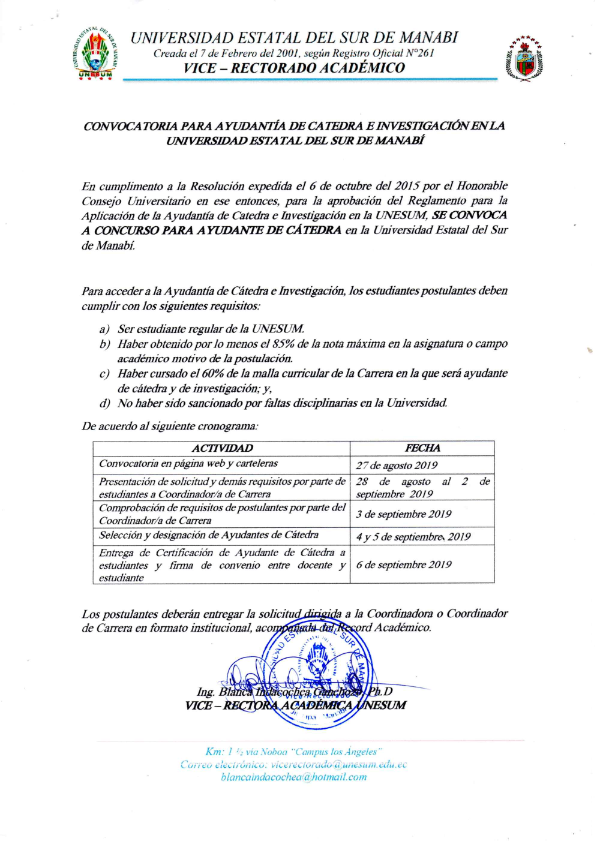 UNIVERSIDAD ESTATAL DEL SUR DE MANABI
Creada el 7 de Febrero del 2001, según Registro Oficial N°261
VICE – RECTORADO ACADÉMICO
UNESUM
CONVOCATORIA PARA AYUDANTÍA DE CATEDRA E INVESTIGACIÓN EN LA
UNIVERSIDAD ESTATAL DEL SUR DE MANABÍ
En cumplimento a la Resolución expedida el 6 de octubre del 2015 por el Honorable
Consejo Universitario en ese entonces, para la aprobación del Reglamento para la
Aplicación de la Ayudantía de Catedra e Investigación en la UNESUM, SE CONVOCA
A CONCURSO PARA AYUDANTE DE CÁTEDRA en la Universidad Estatal del Sur
de Manabí.
Para acceder a la Ayudantía de Cátedra e Investigación, los estudiantes postulantes deben
cumplir con los siguientes requisitos:
a) Ser estudiante regular de la UNESUM.
b) Haber obtenido por lo menos el 85% de la nota máxima en la asignatura o campo
académico motivo de la postulación.
c) Haber cursado el 60% de la malla curricular de la Carrera en la que será ayudante
de cátedra y de investigación; y,
d) No haber sido sancionado por faltas disciplinarias en la Universidad.
De acuerdo al siguiente cronograma:
ACTIVIDAD FECHA
Convocatoria en página web y carteleras 27 de agosto 2019
Presentación de solicitud y demás requisitos por parte de 28 de agosto al 2 de
estudiantes a Coordinador/a de Carrera septiembre 2019
Comprobación de requisitos de postulantes por parte del
Coordinador/a de Carrera 3 de septiembre 2019
Selección y designación de Ayudantes de Cátedra 4 y 5 de septiembre, 2019
Entrega de Certificación de Ayudante de Cátedra a
estudiantes y firma de convenio entre docente y 6 de septiembre 2019
estudiante
Los postulantes deberán entregar la solicitud dirigida a la Coordinadora o Coordinador
de Carrera en formato institucional, acompañada del Record Académico.
Ing. Blanca Indacochea Ganchozo, Ph.D
VICE – RECTORA ACADÉMICA UNESUM
Km: 1 ½ vía Noboa "Campus los Ángeles"
Correo electrónico: vicerectorado@unesum.edu.ec
blancaindacochea@hotmail.com